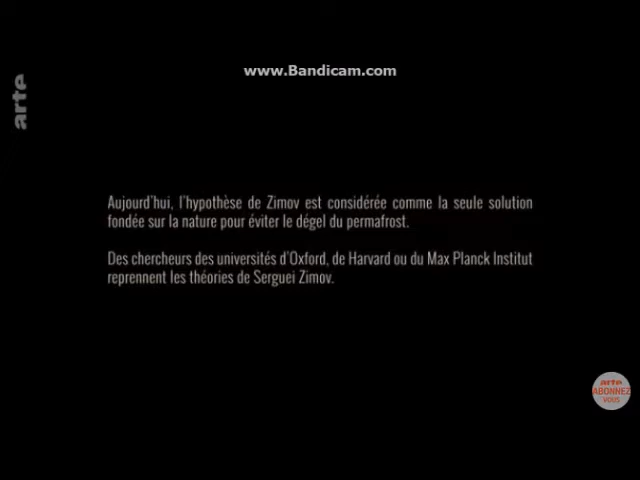 www.Bandicam.com
arte
Aujourd'hui, l'hypothèse de Zimov est considérée comme la seule solution
fondée sur la nature pour éviter le dégel du permafrost.
Des chercheurs des universités d'Oxford, de Harvard ou du Max Planck Institut
reprennent les théories de Serguei Zimov.
arte
ABONNEZ
VOUS